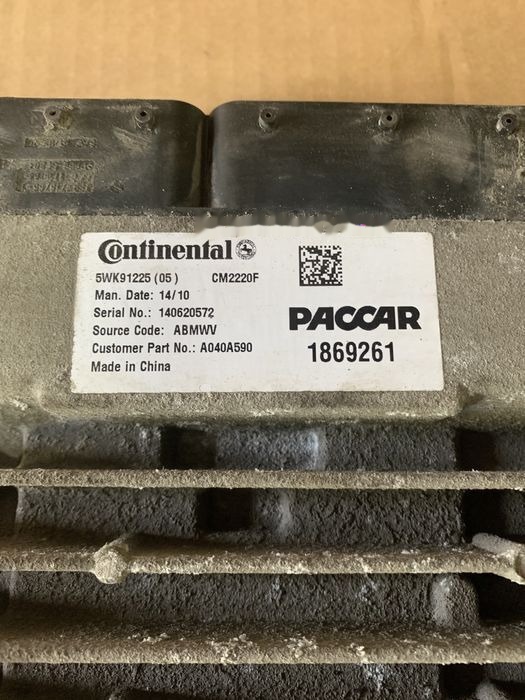 Continental
5WK91225 (05 ) CM2220F
Man. Date: 14/10
Serial No.: 140620572
Source Code: ABMWV
Customer Part No.: A040A590
Made in China
PACCAR
1869261